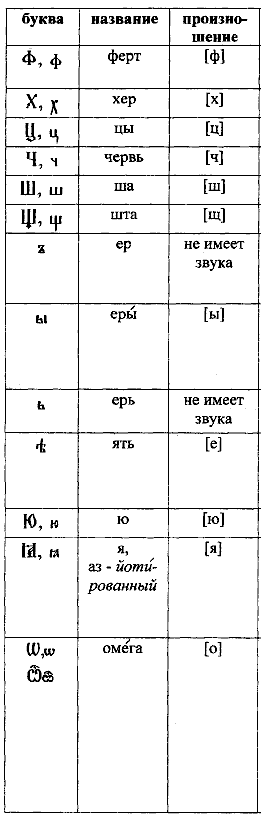 буква название произно-
шение
Ф, ф ферт [ф]
Х, х хер [х]
Ц, ц цы [ц]
Ч, ч червь [ч]
Ш, ш ша [ш]
Щ, щ шта [щ]
ъ ер не имеет
звука
ы еры́ [ы]
ь ерь не имеет
звука
ѣ ять [е]
Ю, ю ю [ю]
Ꙗ, ꙗ я, [я]
аз - йоти́-
рованный
Ѡ, ѡ оме́га [о]
Ѽ